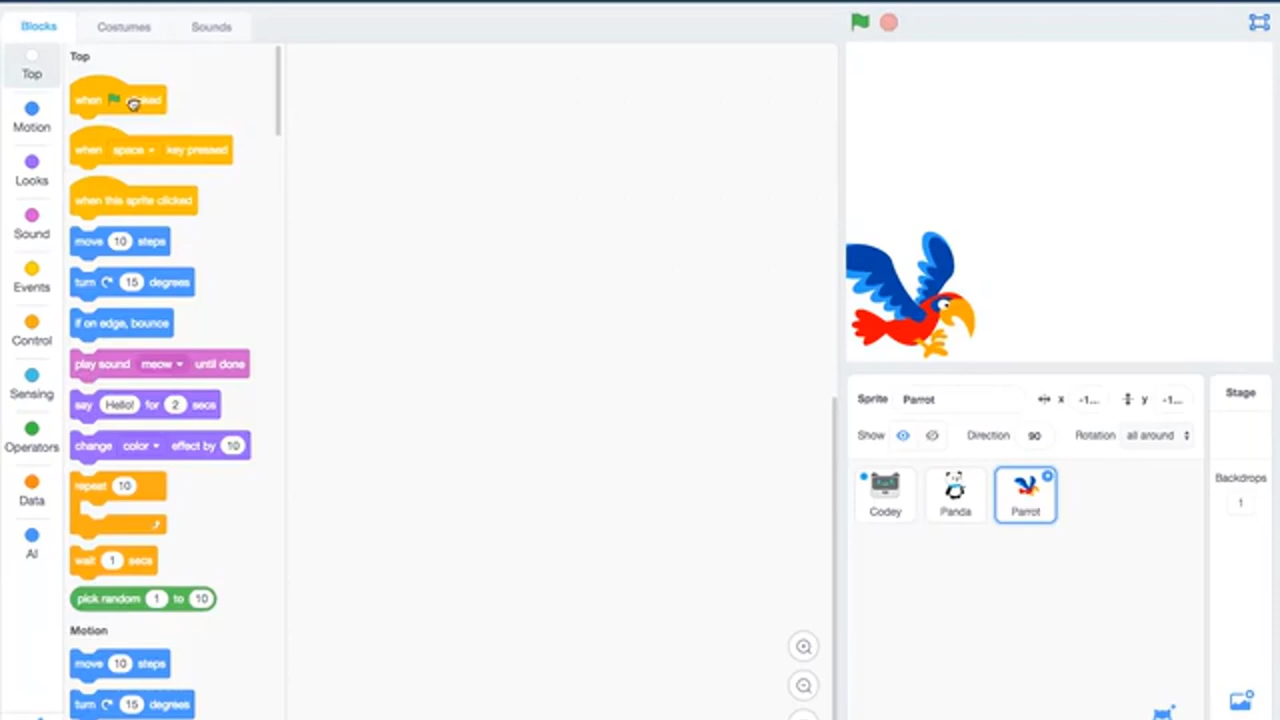 Blocks Costumes Sounds
Top
Motion
Looks
Sound
Events
Control
Sensing
Operators
Data
AI
Top
when clicked
when space key pressed
when this sprite clicked
move 10 steps
turn 15 degrees
if on edge, bounce
play sound meow until done
say Hello! for 2 secs
change color effect by 10
repeat 10
wait 1 secs
pick random 1 to 10
Motion
move 10 steps
turn 15 degrees
Sprite Parrot x -1... y -1...
Show Direction 90 Rotation all around
Codey Panda Parrot
Stage
Backdrops
1